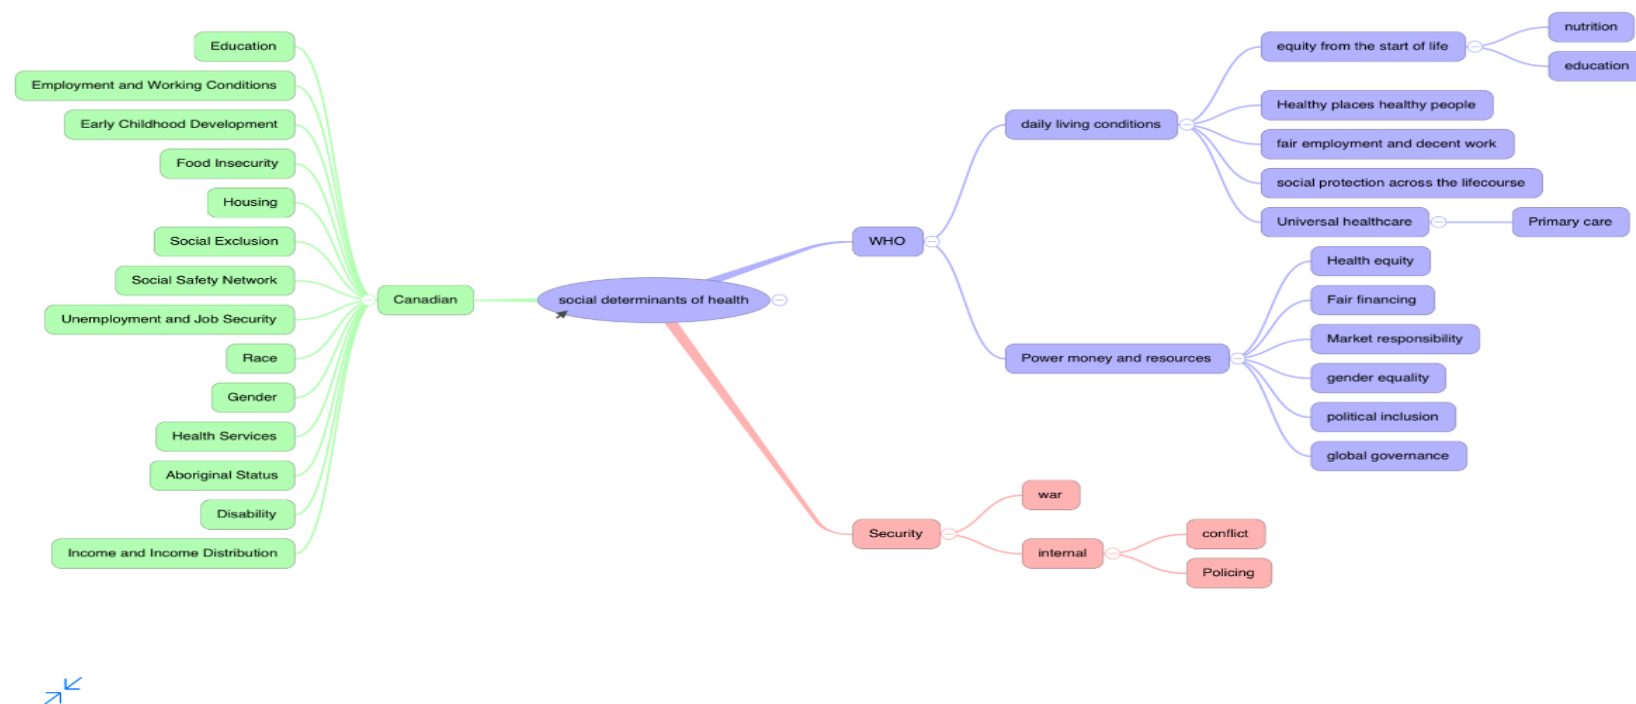 Education
Employment and Working Conditions
Early Childhood Development
Food Insecurity
Housing
Social Exclusion
Social Safety Network
Unemployment and Job Security
Race
Gender
Health Services
Aboriginal Status
Disability
Income and Income Distribution
Canadian
social determinants of health
WHO
daily living conditions
equity from the start of life
nutrition
education
Healthy places healthy people
fair employment and decent work
social protection across the lifecourse
Universal healthcare
Primary care
Power money and resources
Health equity
Fair financing
Market responsibility
gender equality
political inclusion
global governance
Security
war
internal
conflict
Policing